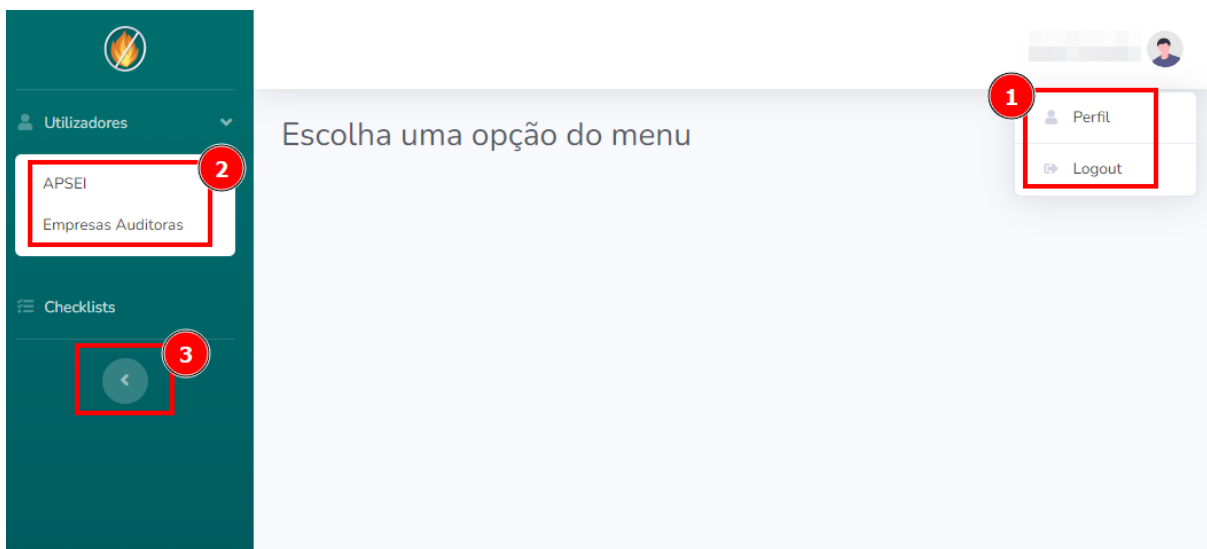 1
Perfil
Logout
Utilizadores
2
APSEI
Empresas Auditoras
Checklists
3
Escolha uma opção do menu